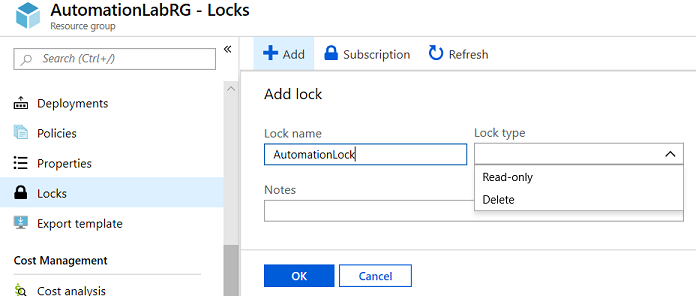 AutomationLabRG - Locks
Resource group
Search (Ctrl+/)
Deployments
Policies
Properties
Locks
Export template
Cost Management
Cost analysis
Add Subscription Refresh
Add lock
Lock name Lock type
AutomationLock
Read-only
Delete
Notes
OK Cancel